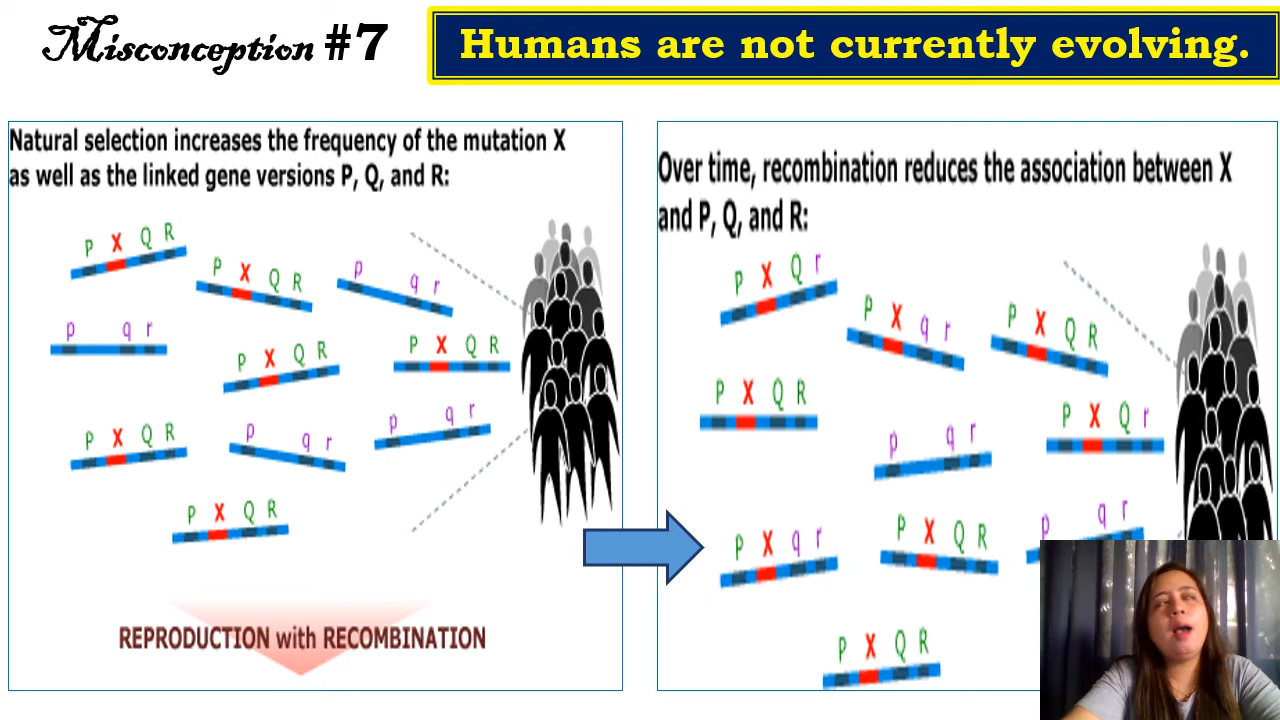 Misconception #7
Humans are not currently evolving.
Natural selection increases the frequency of the mutation X
as well as the linked gene versions P, Q, and R:
P X Q R
P X Q R
p q r
p q r
P X Q R
P X Q R
P X Q R
p q r
p q r
P X Q R
REPRODUCTION with RECOMBINATION
Over time, recombination reduces the association between X
and P, Q, and R:
P X Q r
P X q r
P X Q R
P X Q R
P X Q r
p q r
P X q r
P X Q R
p q r
P X Q R